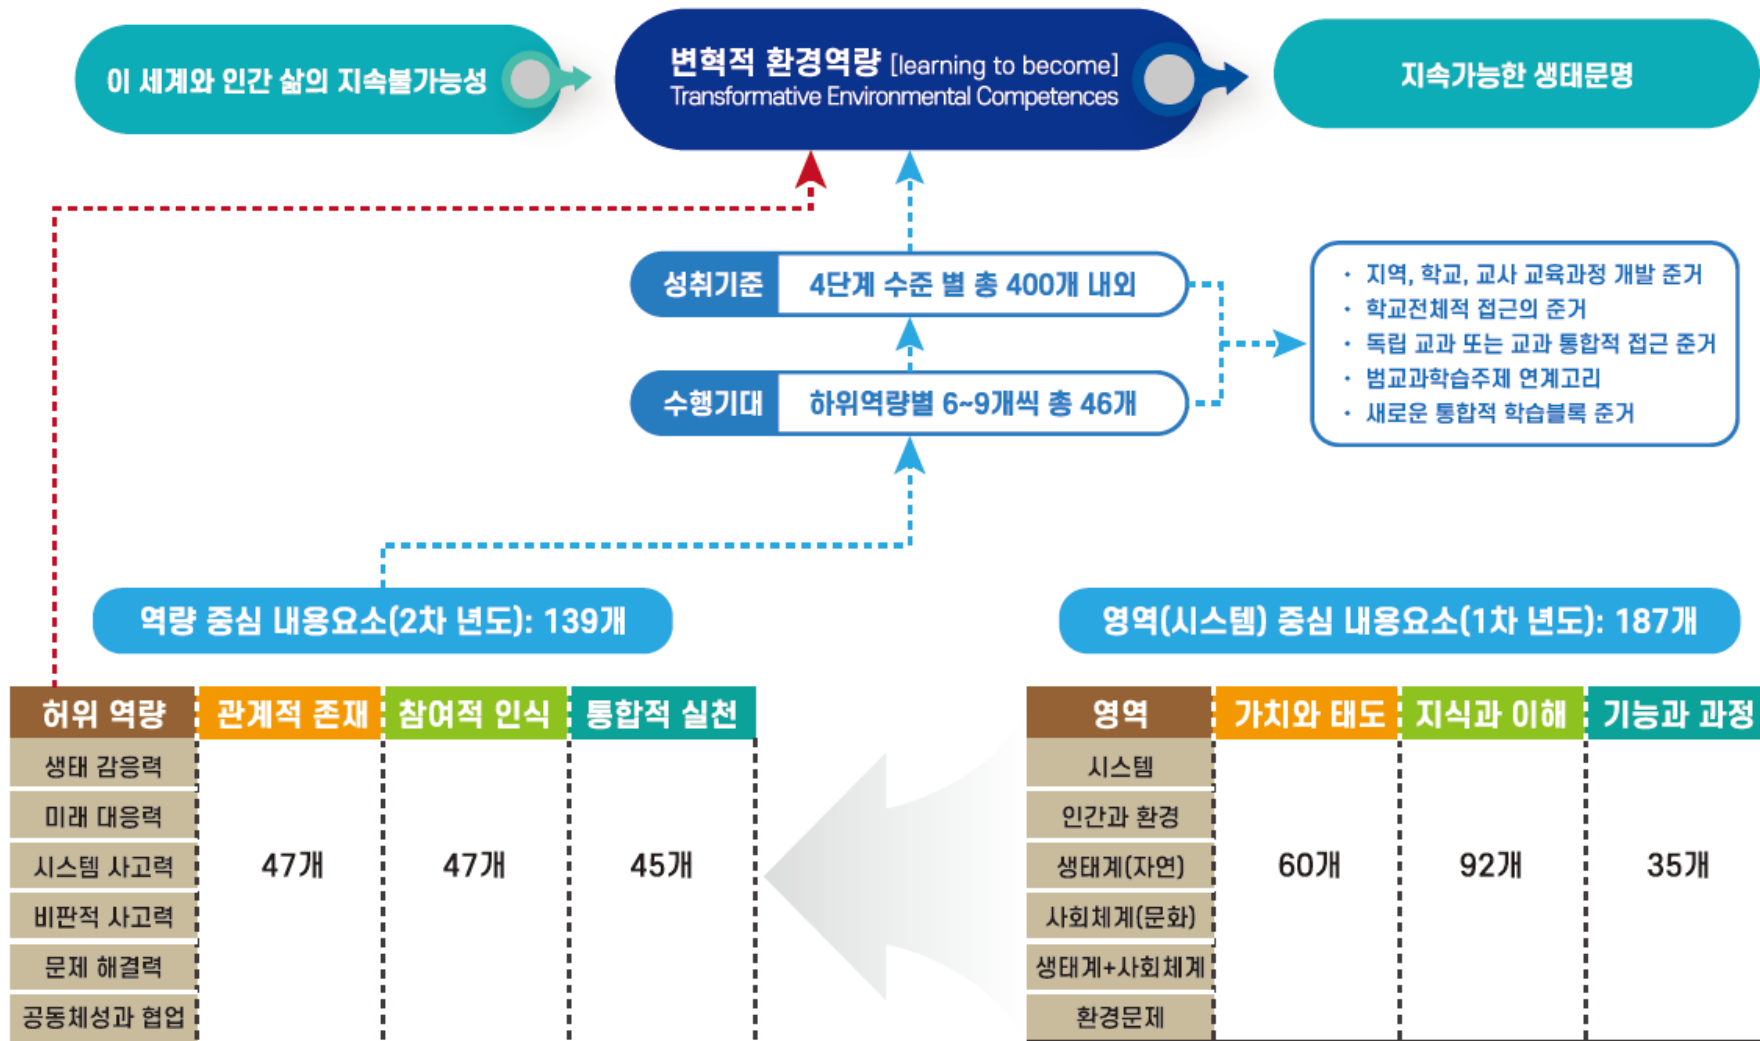 이 세계와 인간 삶의 지속불가능성
변혁적 환경역량 [learning to become]
Transformative Environmental Competences
지속가능한 생태문명
성취기준 4단계 수준 별 총 400개 내외
수행기대 하위역량별 6~9개씩 총 46개
· 지역, 학교, 교사 교육과정 개발 준거
· 학교전체적 접근의 준거
· 독립 교과 또는 교과 통합적 접근 준거
· 범교과학습주제 연계고리
· 새로운 통합적 학습블록 준거
역량 중심 내용요소(2차 년도): 139개
허위 역량 관계적 존재 참여적 인식 통합적 실천
생태 감응력
미래 대응력
시스템 사고력 47개 47개 45개
비판적 사고력
문제 해결력
공동체성과 협업
영역(시스템) 중심 내용요소(1차 년도): 187개
영역 가치와 태도 지식과 이해 기능과 과정
시스템
인간과 환경
생태계(자연) 60개 92개 35개
사회체계(문화)
생태계+사회체계
환경문제